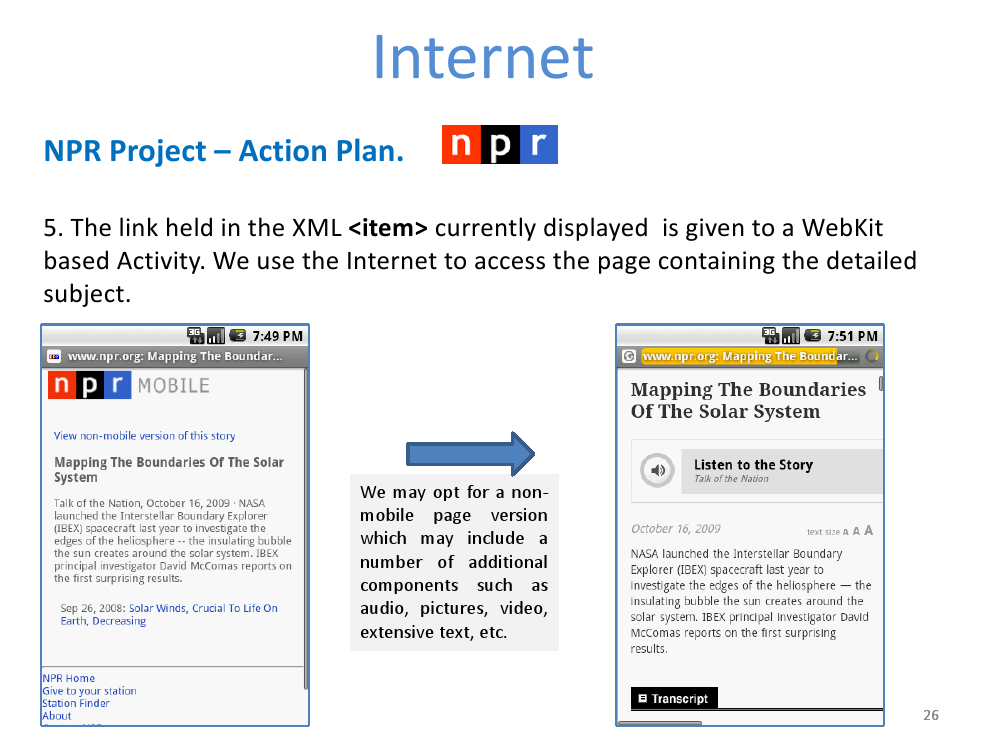 Internet
NPR Project – Action Plan.
n p r
5. The link held in the XML <item> currently displayed  is given to a WebKit
based Activity. We use the Internet to access the page containing the detailed
subject.
3G 7:49 PM
www.npr.org: Mapping The Boundar...
n p r MOBILE
View non-mobile version of this story
Mapping The Boundaries Of The Solar
System
Talk of the Nation, October 16, 2009 · NASA
launched the Interstellar Boundary Explorer
(IBEX) spacecraft last year to investigate the
edges of the heliosphere -- the insulating bubble
the sun creates around the solar system. IBEX
principal investigator David McComas reports on
the first surprising results.
Sep 26, 2008: Solar Winds, Crucial To Life On
Earth, Decreasing
NPR Home
Give to your station
Station Finder
About
We may opt for a non-
mobile page version
which may include a
number of additional
components such as
audio, pictures, video,
extensive text, etc.
3G 7:51 PM
www.npr.org: Mapping The Boundar...
Mapping The Boundaries
Of The Solar System
Listen to the Story
Talk of the Nation
October 16, 2009
text size A A A
NASA launched the Interstellar Boundary
Explorer (IBEX) spacecraft last year to
investigate the edges of the heliosphere — the
insulating bubble the sun creates around the
solar system. IBEX principal investigator David
McComas reports on the first surprising
results.
Transcript
26